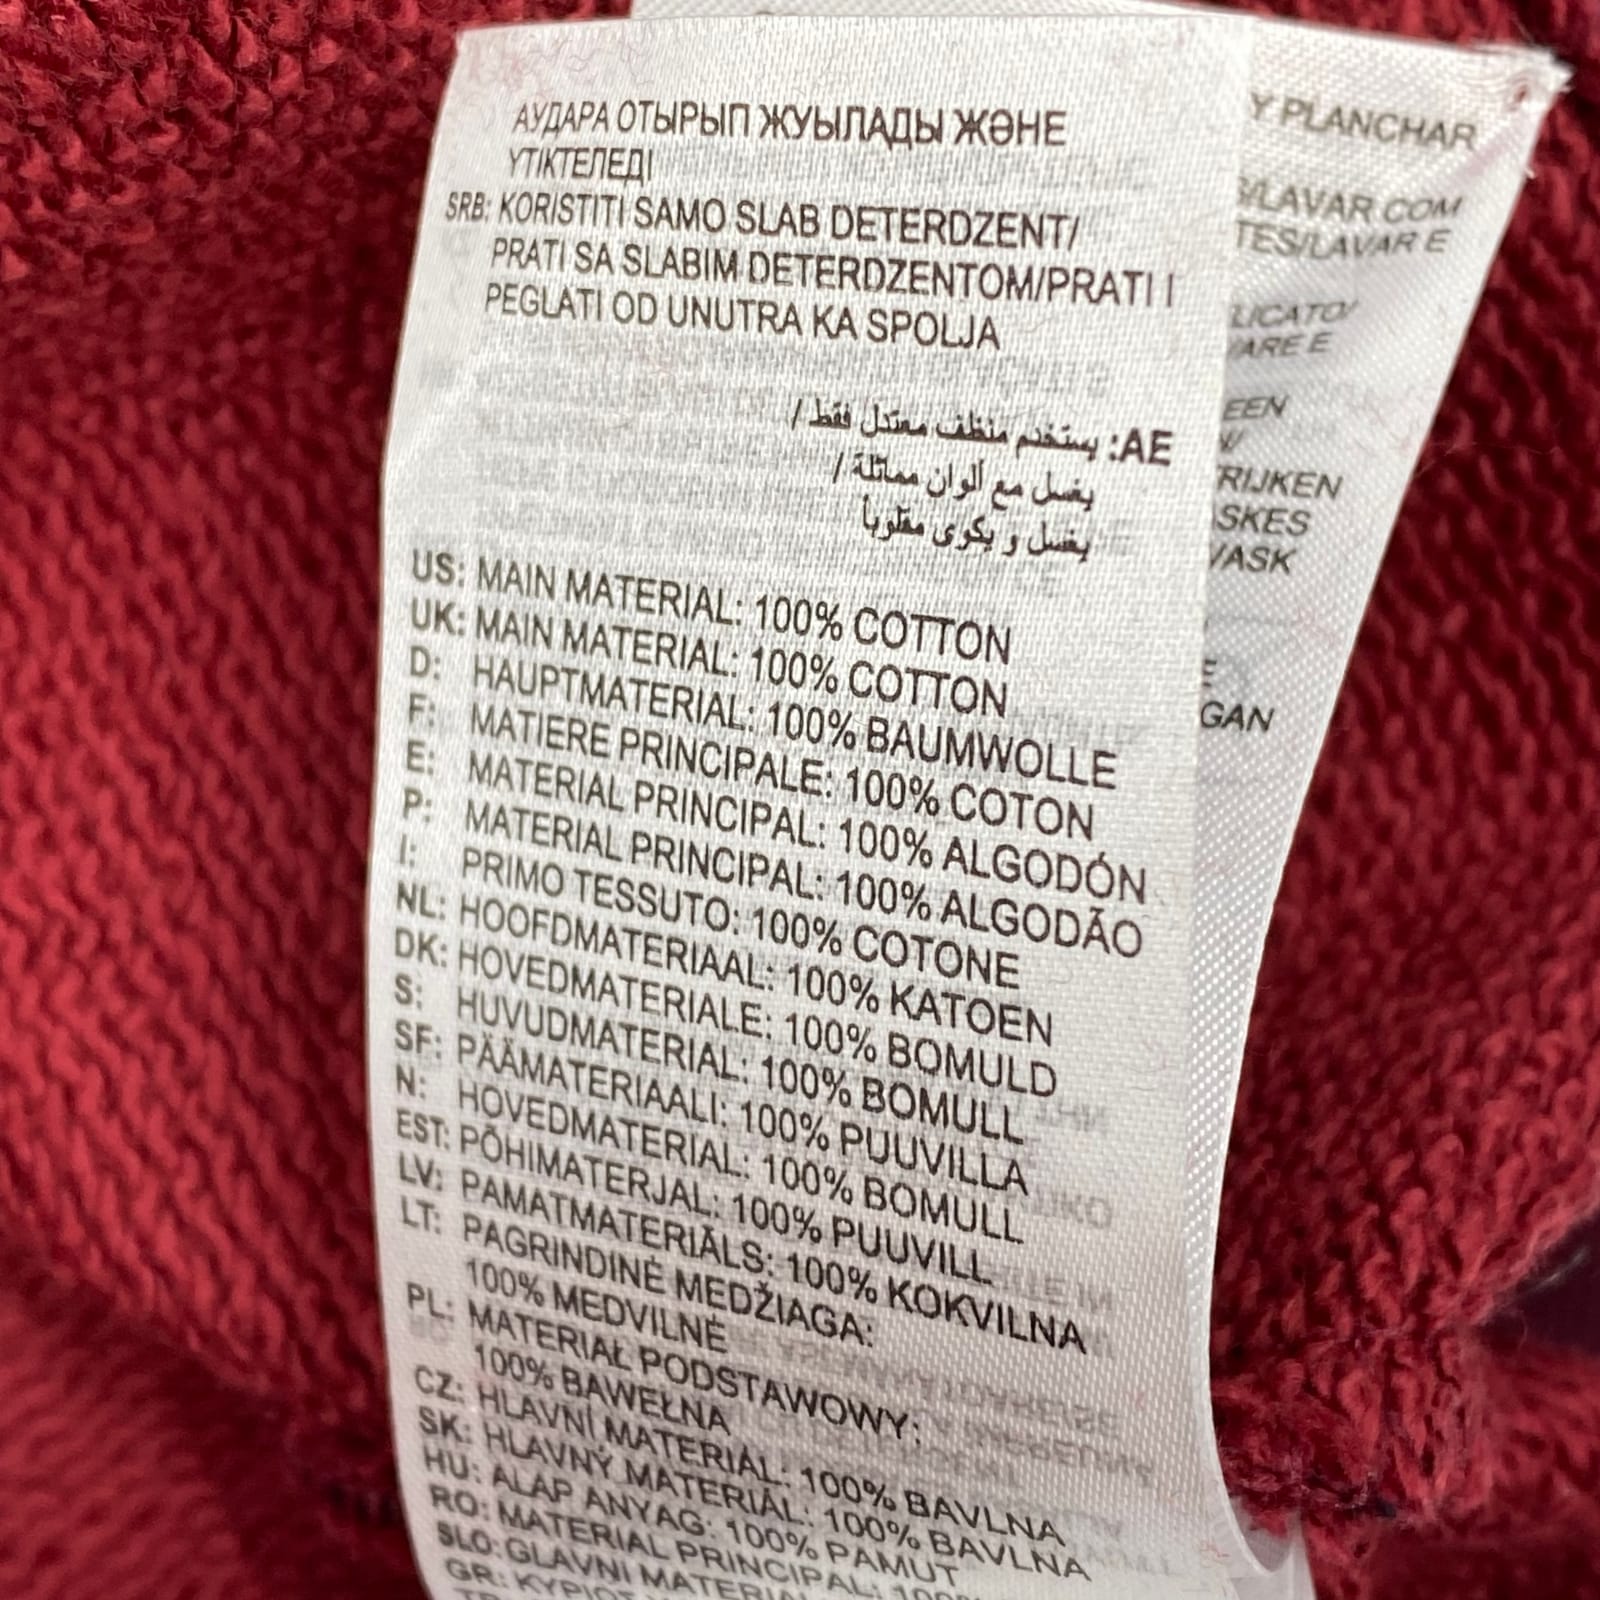 АУДАРА ОТЫРЫП ЖУЫЛАДЫ ЖӘНЕ
ҮТІКТЕЛЕДІ
SRB: KORISTITI SAMO SLAB DETERDZENT/
PRATI SA SLABIM DETERDZENTOM/PRATI I
PEGLATI OD UNUTRA KA SPOLJA
AE: يستخدم منظف معتدل فقط /
يغسل مع ألوان مماثلة /
يغسل و يكوى مقلوباً
US: MAIN MATERIAL: 100% COTTON
UK: MAIN MATERIAL: 100% COTTON
D: HAUPTMATERIAL: 100% BAUMWOLLE
F: MATIERE PRINCIPALE: 100% COTON
E: MATERIAL PRINCIPAL: 100% ALGODÓN
P: MATERIAL PRINCIPAL: 100% ALGODÃO
I: PRIMO TESSUTO: 100% COTONE
NL: HOOFDMATERIAAL: 100% KATOEN
DK: HOVEDMATERIALE: 100% BOMULD
S: HUVUDMATERIAL: 100% BOMULL
SF: PÄÄMATERIAALI: 100% PUUVILLA
N: HOVEDMATERIAL: 100% BOMULL
EST: PÕHIMATERJAL: 100% PUUVILL
LV: PAMATMATERIĀLS: 100% KOKVILNA
LT: PAGRINDINĖ MEDŽIAGA:
100% MEDVILNĖ
PL: MATERIAŁ PODSTAWOWY:
100% BAWEŁNA
CZ: HLAVNÍ MATERIÁL: 100% BAVLNA
SK: HLAVNÝ MATERIÁL: 100% BAVLNA
HU: ALAP ANYAG: 100% PAMUT
RO: MATERIAL PRINCIPAL: 100%
SLO: GLAVNI MATERIAL
GR: ΚΥΡΙΟ
Y PLANCHAR
/LAVAR COM
TES/LAVAR E
LICATO/
ARE E
EEN
RIJKEN
SKES
VASK
GAN